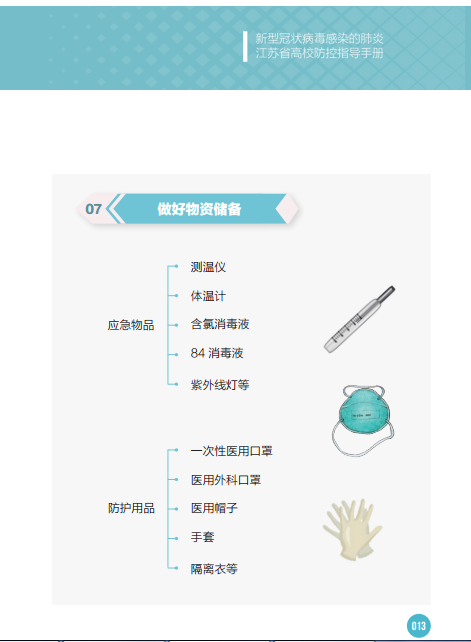 新型冠状病毒感染的肺炎
江苏省高校防控指导手册
07 做好物资储备
应急物品
测温仪
体温计
含氯消毒液
84 消毒液
紫外线灯等
防护用品
一次性医用口罩
医用外科口罩
医用帽子
手套
隔离衣等
013